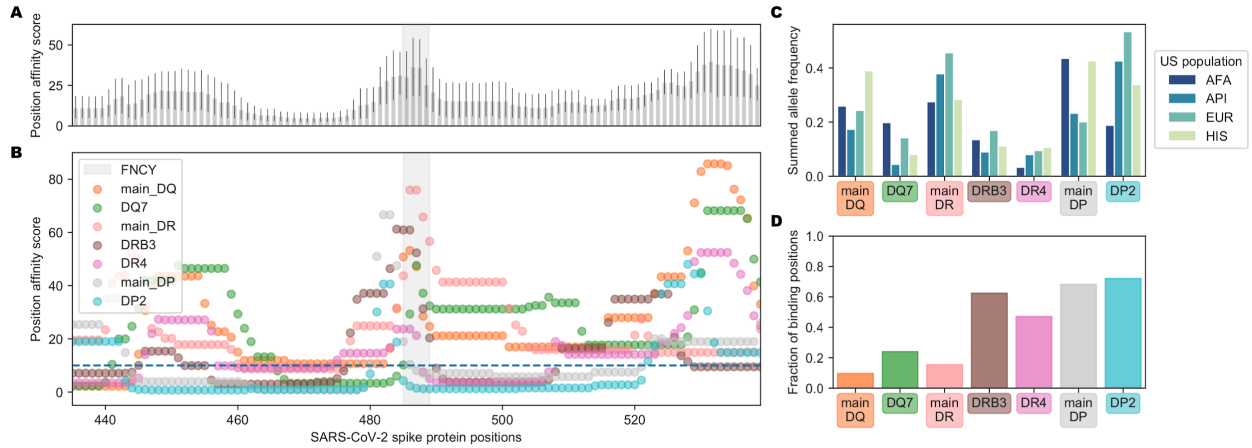 A
Position affinity score
50
25
0
B
Position affinity score
80
60
40
20
0
FNCY
main_DQ
DQ7
main_DR
DRB3
DR4
main_DP
DP2
440
460
480
500
520
SARS-CoV-2 spike protein positions
C
Summed allele frequency
0.4
0.2
0.0
main
DQ
DQ7
main
DR
DRB3
DR4
main
DP
DP2
US population
AFA
API
EUR
HIS
D
Fraction of binding positions
1.0
0.8
0.6
0.4
0.2
0.0
main
DQ
DQ7
main
DR
DRB3
DR4
main
DP
DP2